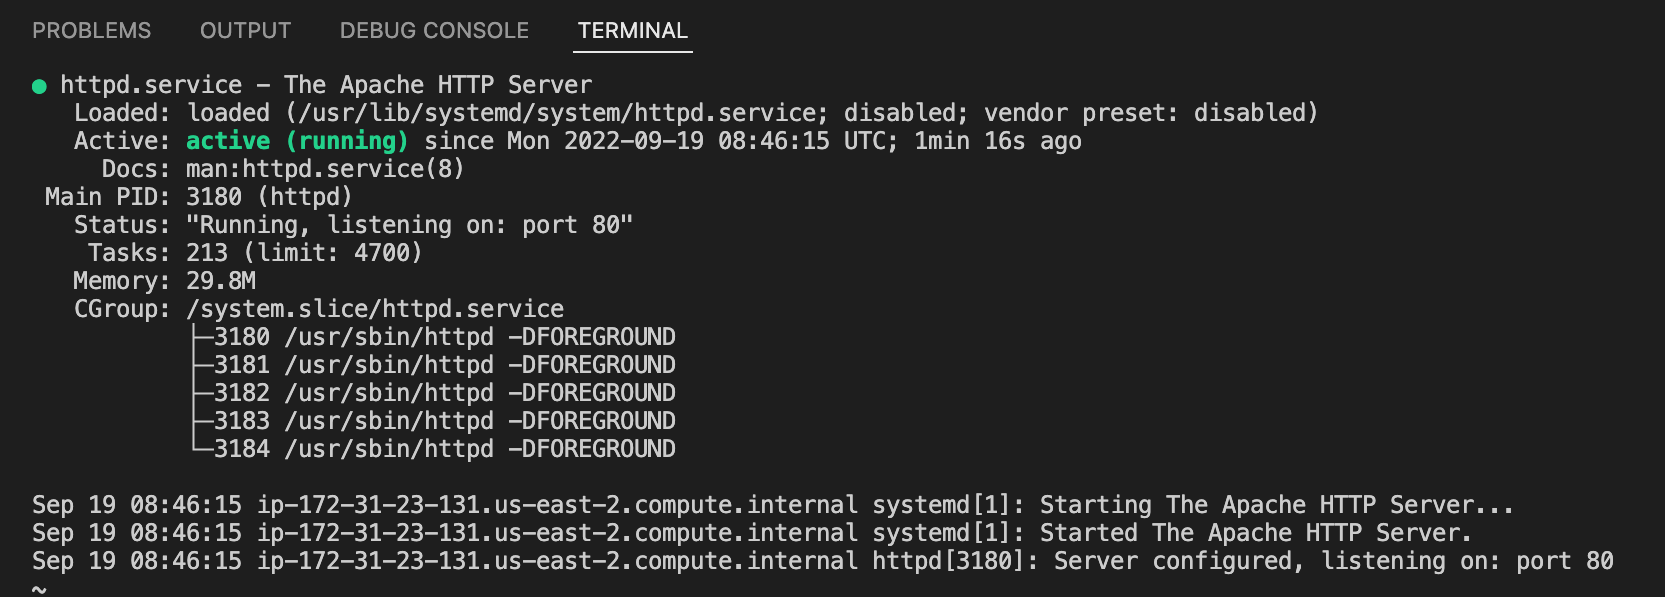 PROBLEMS OUTPUT DEBUG CONSOLE TERMINAL
● httpd.service - The Apache HTTP Server
   Loaded: loaded (/usr/lib/systemd/system/httpd.service; disabled; vendor preset: disabled)
   Active: active (running) since Mon 2022-09-19 08:46:15 UTC; 1min 16s ago
     Docs: man:httpd.service(8)
 Main PID: 3180 (httpd)
   Status: "Running, listening on: port 80"
    Tasks: 213 (limit: 4700)
   Memory: 29.8M
   CGroup: /system.slice/httpd.service
           ├─3180 /usr/sbin/httpd -DFOREGROUND
           ├─3181 /usr/sbin/httpd -DFOREGROUND
           ├─3182 /usr/sbin/httpd -DFOREGROUND
           ├─3183 /usr/sbin/httpd -DFOREGROUND
           └─3184 /usr/sbin/httpd -DFOREGROUND
Sep 19 08:46:15 ip-172-31-23-131.us-east-2.compute.internal systemd[1]: Starting The Apache HTTP Server...
Sep 19 08:46:15 ip-172-31-23-131.us-east-2.compute.internal systemd[1]: Started The Apache HTTP Server.
Sep 19 08:46:15 ip-172-31-23-131.us-east-2.compute.internal httpd[3180]: Server configured, listening on: port 80
~